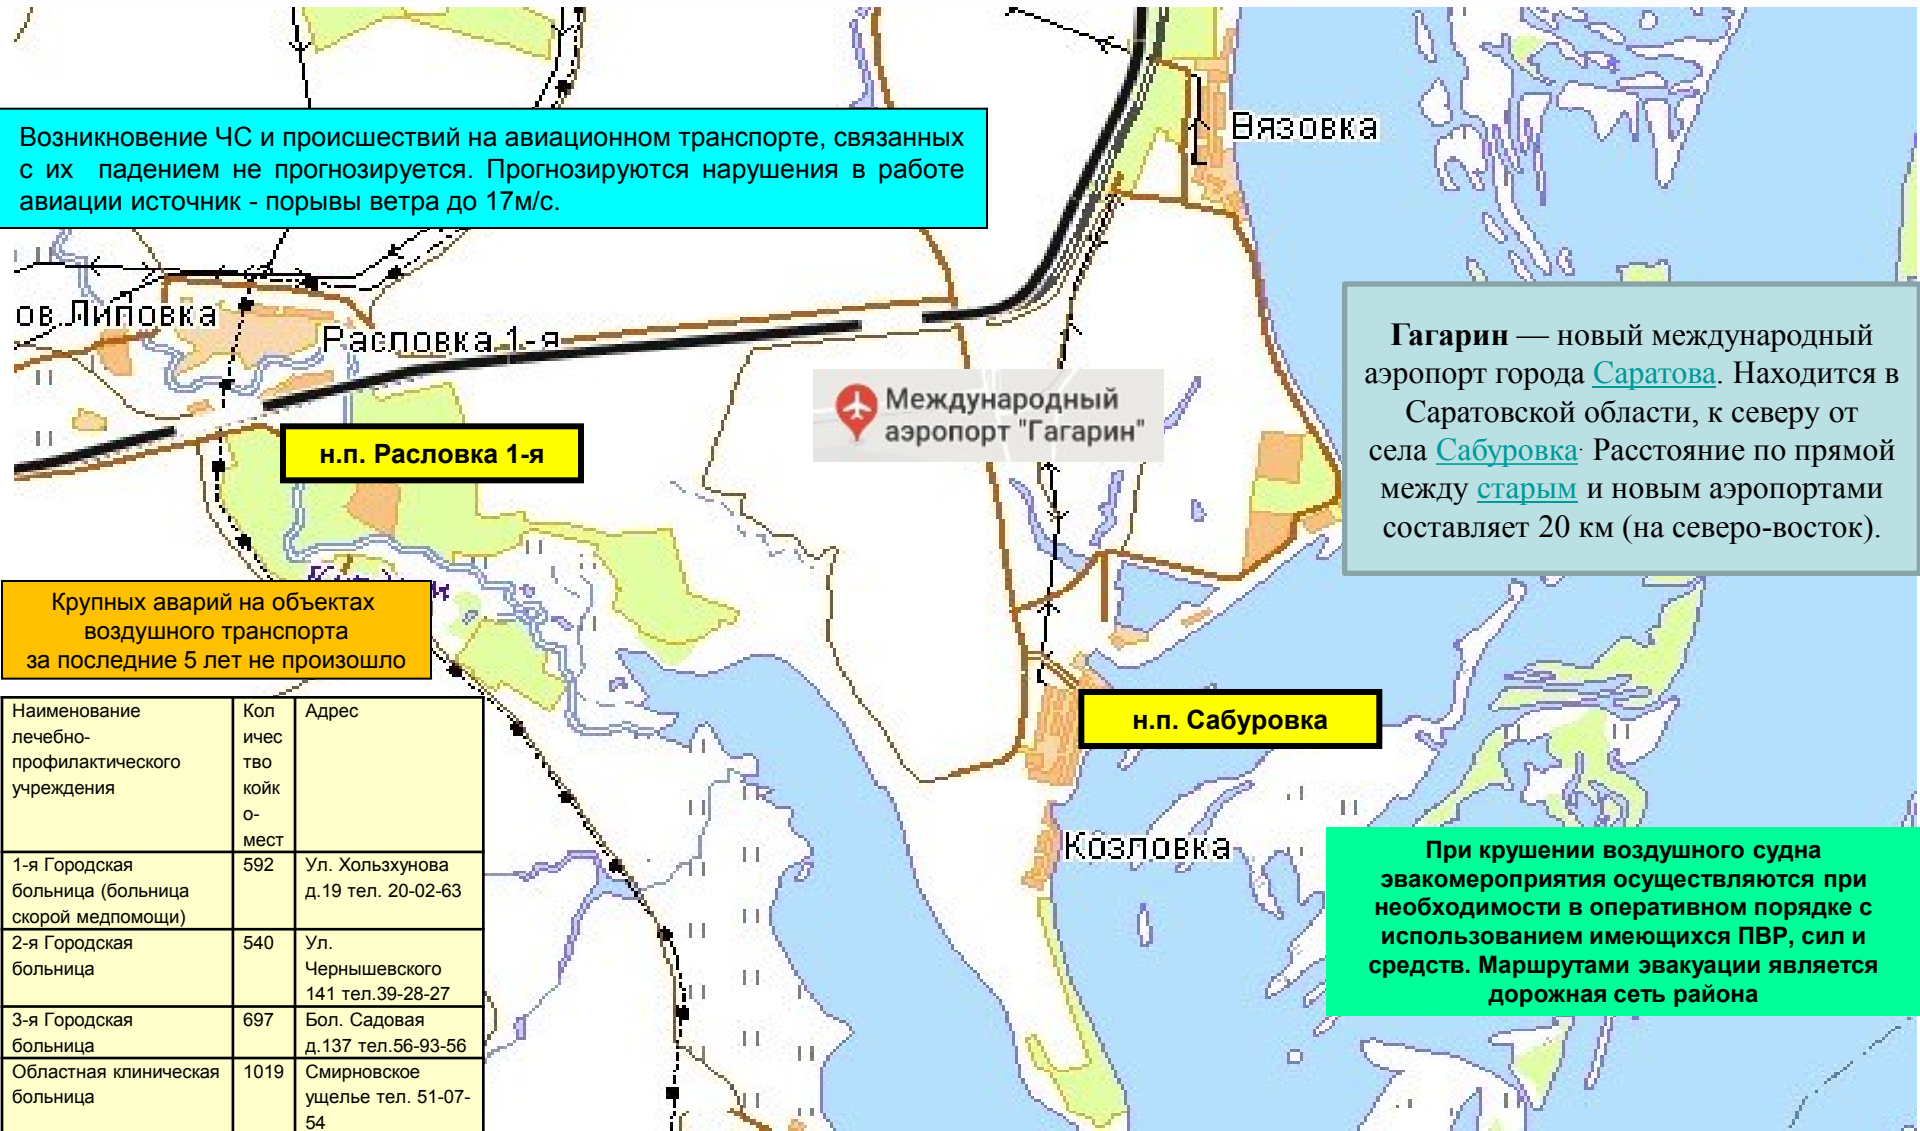 Возникновение ЧС и происшествий на авиационном транспорте, связанных
с их падением не прогнозируется. Прогнозируются нарушения в работе
авиации источник - порывы ветра до 17м/с.
Вязовка
ов.Липовка
Расловка 1-я
Международный
аэропорт "Гагарин"
Гагарин — новый международный
аэропорт города Саратова. Находится в
Саратовской области, к северу от
села Сабуровка. Расстояние по прямой
между старым и новым аэропортами
составляет 20 км (на северо-восток).
н.п. Расловка 1-я
Крупных аварий на объектах
воздушного транспорта
за последние 5 лет не произошло
н.п. Сабуровка
Козловка
Наименование
лечебно-
профилактического
учреждения
Кол
ичес
тво
койк
о-
мест
Адрес
1-я Городская
больница (больница
скорой медпомощи)
592
Ул. Хользхунова
д.19 тел. 20-02-63
2-я Городская
больница
540
Ул.
Чернышевского
141 тел.39-28-27
3-я Городская
больница
697
Бол. Садовая
д.137 тел.56-93-56
Областная клиническая
больница
1019
Смирновское
ущелье тел. 51-07-
54
При крушении воздушного судна
эвакомероприятия осуществляются при
необходимости в оперативном порядке с
использованием имеющихся ПВР, сил и
средств. Маршрутами эвакуации является
дорожная сеть района